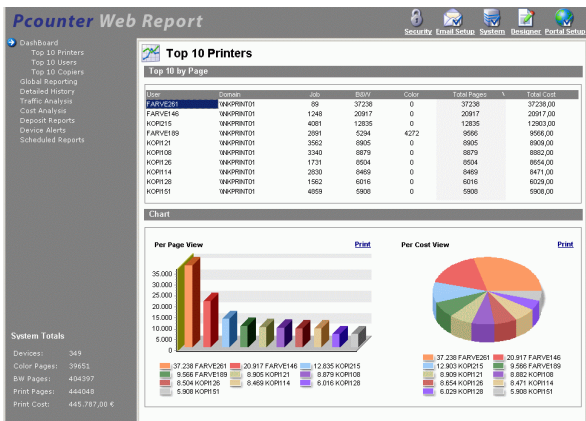 Pcounter Web Report
Security Email Setup System Designer Portal Setup
DashBoard
Top 10 Printers
Top 10 Users
Top 10 Copiers
Global Reporting
Detailed History
Traffic Analysis
Cost Analysis
Deposit Reports
Device Alerts
Scheduled Reports
Top 10 Printers
Top 10 by Page
User Domain Job B&W Color Total Pages Total Cost
FARVE261 \\NKPRINT01 89 37238 0 37238 37238,00
FARVE146 \\NKPRINT01 1248 20917 0 20917 20917,00
KOPI215 \\NKPRINT01 4081 12835 0 12835 12903,00
FARVE189 \\NKPRINT01 2891 5294 4272 9566 9566,00
KOPI121 \\NKPRINT01 3562 8905 0 8905 8909,00
KOPI108 \\NKPRINT01 3340 8879 0 8879 8882,00
KOPI126 \\NKPRINT01 1731 8504 0 8504 8654,00
KOPI114 \\NKPRINT01 2830 8469 0 8469 8471,00
KOPI128 \\NKPRINT01 1562 6016 0 6016 6029,00
KOPI151 \\NKPRINT01 4859 5908 0 5908 5908,00
Chart
Per Page View Print
35.000
30.000
25.000
20.000
15.000
10.000
5.000
0
37.238 FARVE261 20.917 FARVE146 12.835 KOPI215
9.566 FARVE189 8.905 KOPI121 8.879 KOPI108
8.504 KOPI126 8.469 KOPI114 6.016 KOPI128
5.908 KOPI151
Per Cost View Print
37.238 FARVE261 20.917 FARVE146
12.903 KOPI215 9.566 FARVE189
8.909 KOPI121 8.882 KOPI108
8.654 KOPI126 8.471 KOPI114
6.029 KOPI128 5.908 KOPI151
System Totals
Devices: 349
Color Pages: 39651
BW Pages: 404397
Print Pages: 444048
Print Cost: 445.787,00 €